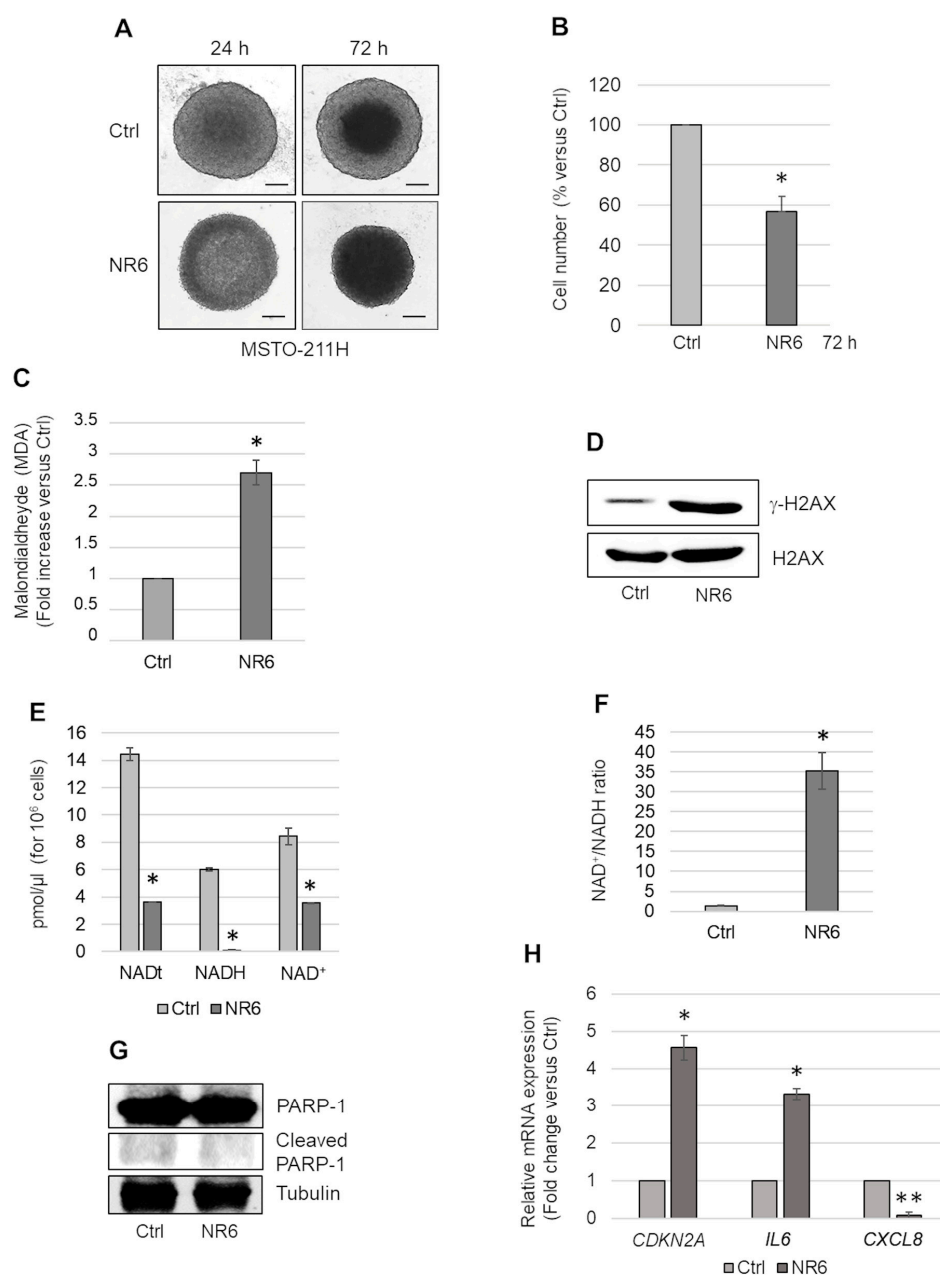 A
24 h 72 h
Ctrl
NR6
MSTO-211H
B
Cell number (% versus Ctrl)
120
100
80
60
40
20
0
*
Ctrl NR6 72 h
C
Malondialdheyde (MDA)
(Fold increase versus Ctrl)
3.5
3
2.5
2
1.5
1
0.5
0
*
Ctrl NR6
D
γ-H2AX
H2AX
Ctrl NR6
E
pmol/µl (for 10⁶ cells)
16
14
12
10
8
6
4
2
0
* * *
NADt NADH NAD⁺
Ctrl NR6
F
NAD⁺/NADH ratio
45
40
35
30
25
20
15
10
5
0
*
Ctrl NR6
G
PARP-1
Cleaved
PARP-1
Tubulin
Ctrl NR6
H
Relative mRNA expression
(Fold change versus Ctrl)
6
5
4
3
2
1
0
* * **
CDKN2A IL6 CXCL8
Ctrl NR6